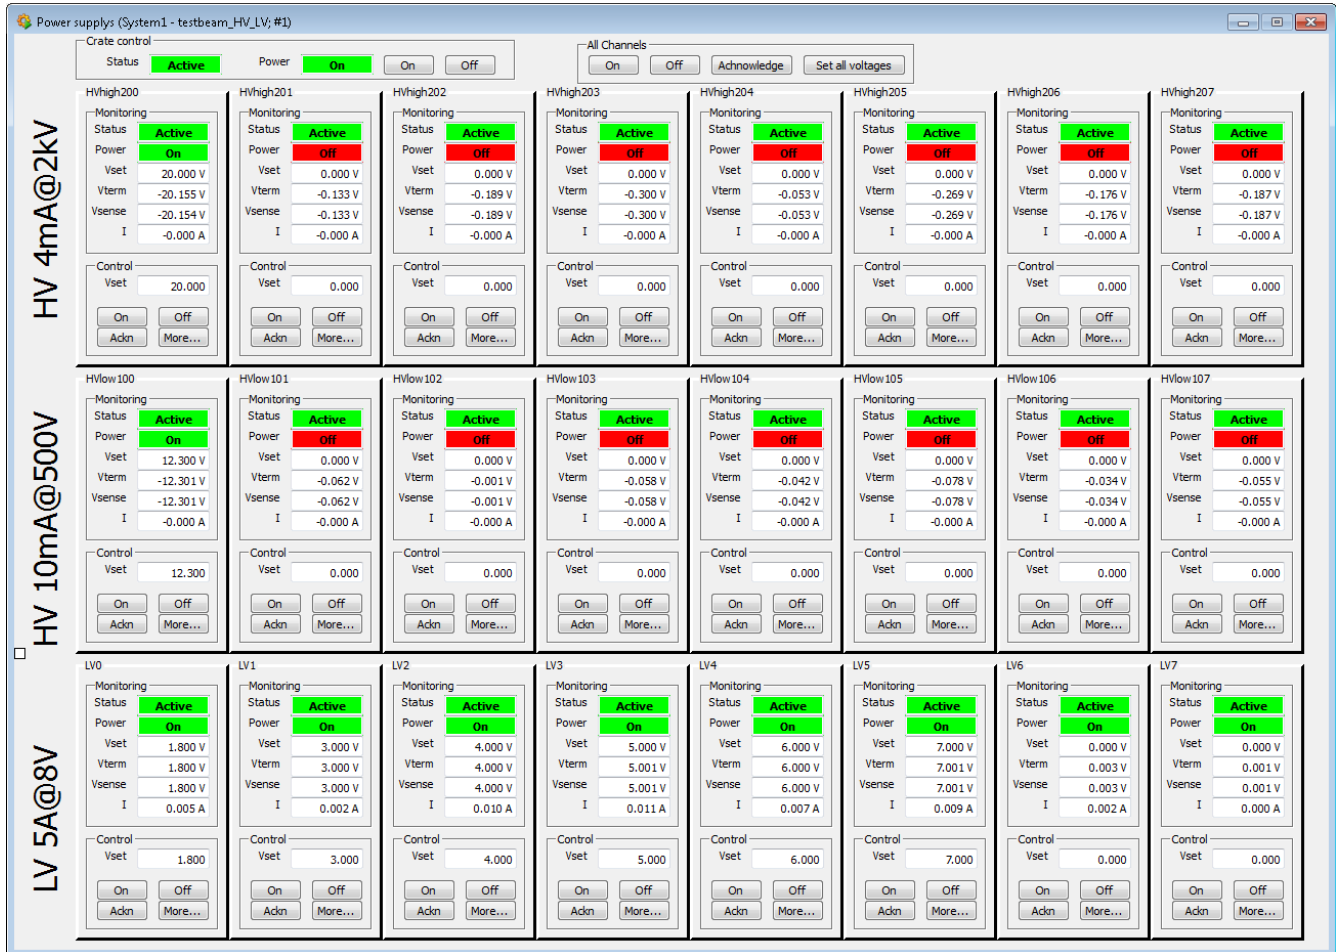 Power supplys (System1 - testbeam_HV_LV; #1)
Crate control
Status Active Power On On Off
All Channels
On Off Achnowledge Set all voltages
HV 4mA@2kV
HVhigh200 HVhigh201 HVhigh202 HVhigh203 HVhigh204 HVhigh205 HVhigh206 HVhigh207
Monitoring Monitoring Monitoring Monitoring Monitoring Monitoring Monitoring Monitoring
Status Active Status Active Status Active Status Active Status Active Status Active Status Active Status Active
Power On Power Off Power Off Power Off Power Off Power Off Power Off Power Off
Vset 20.000 V Vset 0.000 V Vset 0.000 V Vset 0.000 V Vset 0.000 V Vset 0.000 V Vset 0.000 V Vset 0.000 V
Vterm -20.155 V Vterm -0.133 V Vterm -0.189 V Vterm -0.300 V Vterm -0.053 V Vterm -0.269 V Vterm -0.176 V Vterm -0.187 V
Vsense -20.154 V Vsense -0.133 V Vsense -0.189 V Vsense -0.300 V Vsense -0.053 V Vsense -0.269 V Vsense -0.176 V Vsense -0.187 V
I -0.000 A I -0.000 A I -0.000 A I -0.000 A I -0.000 A I -0.000 A I -0.000 A I -0.000 A
Control Control Control Control Control Control Control Control
Vset 20.000 Vset 0.000 Vset 0.000 Vset 0.000 Vset 0.000 Vset 0.000 Vset 0.000 Vset 0.000
On Off On Off On Off On Off On Off On Off On Off On Off
Ackn More... Ackn More... Ackn More... Ackn More... Ackn More... Ackn More... Ackn More... Ackn More...
HV 10mA@500V
HVlow100 HVlow101 HVlow102 HVlow103 HVlow104 HVlow105 HVlow106 HVlow107
Monitoring Monitoring Monitoring Monitoring Monitoring Monitoring Monitoring Monitoring
Status Active Status Active Status Active Status Active Status Active Status Active Status Active Status Active
Power On Power Off Power Off Power Off Power Off Power Off Power Off Power Off
Vset 12.300 V Vset 0.000 V Vset 0.000 V Vset 0.000 V Vset 0.000 V Vset 0.000 V Vset 0.000 V Vset 0.000 V
Vterm -12.301 V Vterm -0.062 V Vterm -0.001 V Vterm -0.058 V Vterm -0.042 V Vterm -0.078 V Vterm -0.034 V Vterm -0.055 V
Vsense -12.301 V Vsense -0.062 V Vsense -0.001 V Vsense -0.058 V Vsense -0.042 V Vsense -0.078 V Vsense -0.034 V Vsense -0.055 V
I -0.000 A I -0.000 A I -0.000 A I -0.000 A I -0.000 A I -0.000 A I -0.000 A I -0.000 A
Control Control Control Control Control Control Control Control
Vset 12.300 Vset 0.000 Vset 0.000 Vset 0.000 Vset 0.000 Vset 0.000 Vset 0.000 Vset 0.000
On Off On Off On Off On Off On Off On Off On Off On Off
Ackn More... Ackn More... Ackn More... Ackn More... Ackn More... Ackn More... Ackn More... Ackn More...
LV 5A@8V
LV0 LV1 LV2 LV3 LV4 LV5 LV6 LV7
Monitoring Monitoring Monitoring Monitoring Monitoring Monitoring Monitoring Monitoring
Status Active Status Active Status Active Status Active Status Active Status Active Status Active Status Active
Power On Power On Power On Power On Power On Power On Power On Power On
Vset 1.800 V Vset 3.000 V Vset 4.000 V Vset 5.000 V Vset 6.000 V Vset 7.000 V Vset 0.000 V Vset 0.000 V
Vterm 1.800 V Vterm 3.000 V Vterm 4.000 V Vterm 5.001 V Vterm 6.000 V Vterm 7.001 V Vterm 0.003 V Vterm 0.001 V
Vsense 1.800 V Vsense 3.000 V Vsense 4.000 V Vsense 5.001 V Vsense 6.000 V Vsense 7.001 V Vsense 0.003 V Vsense 0.001 V
I 0.005 A I 0.002 A I 0.010 A I 0.011 A I 0.007 A I 0.009 A I 0.002 A I 0.000 A
Control Control Control Control Control Control Control Control
Vset 1.800 Vset 3.000 Vset 4.000 Vset 5.000 Vset 6.000 Vset 7.000 Vset 0.000 Vset 0.000
On Off On Off On Off On Off On Off On Off On Off On Off
Ackn More... Ackn More... Ackn More... Ackn More... Ackn More... Ackn More... Ackn More... Ackn More...